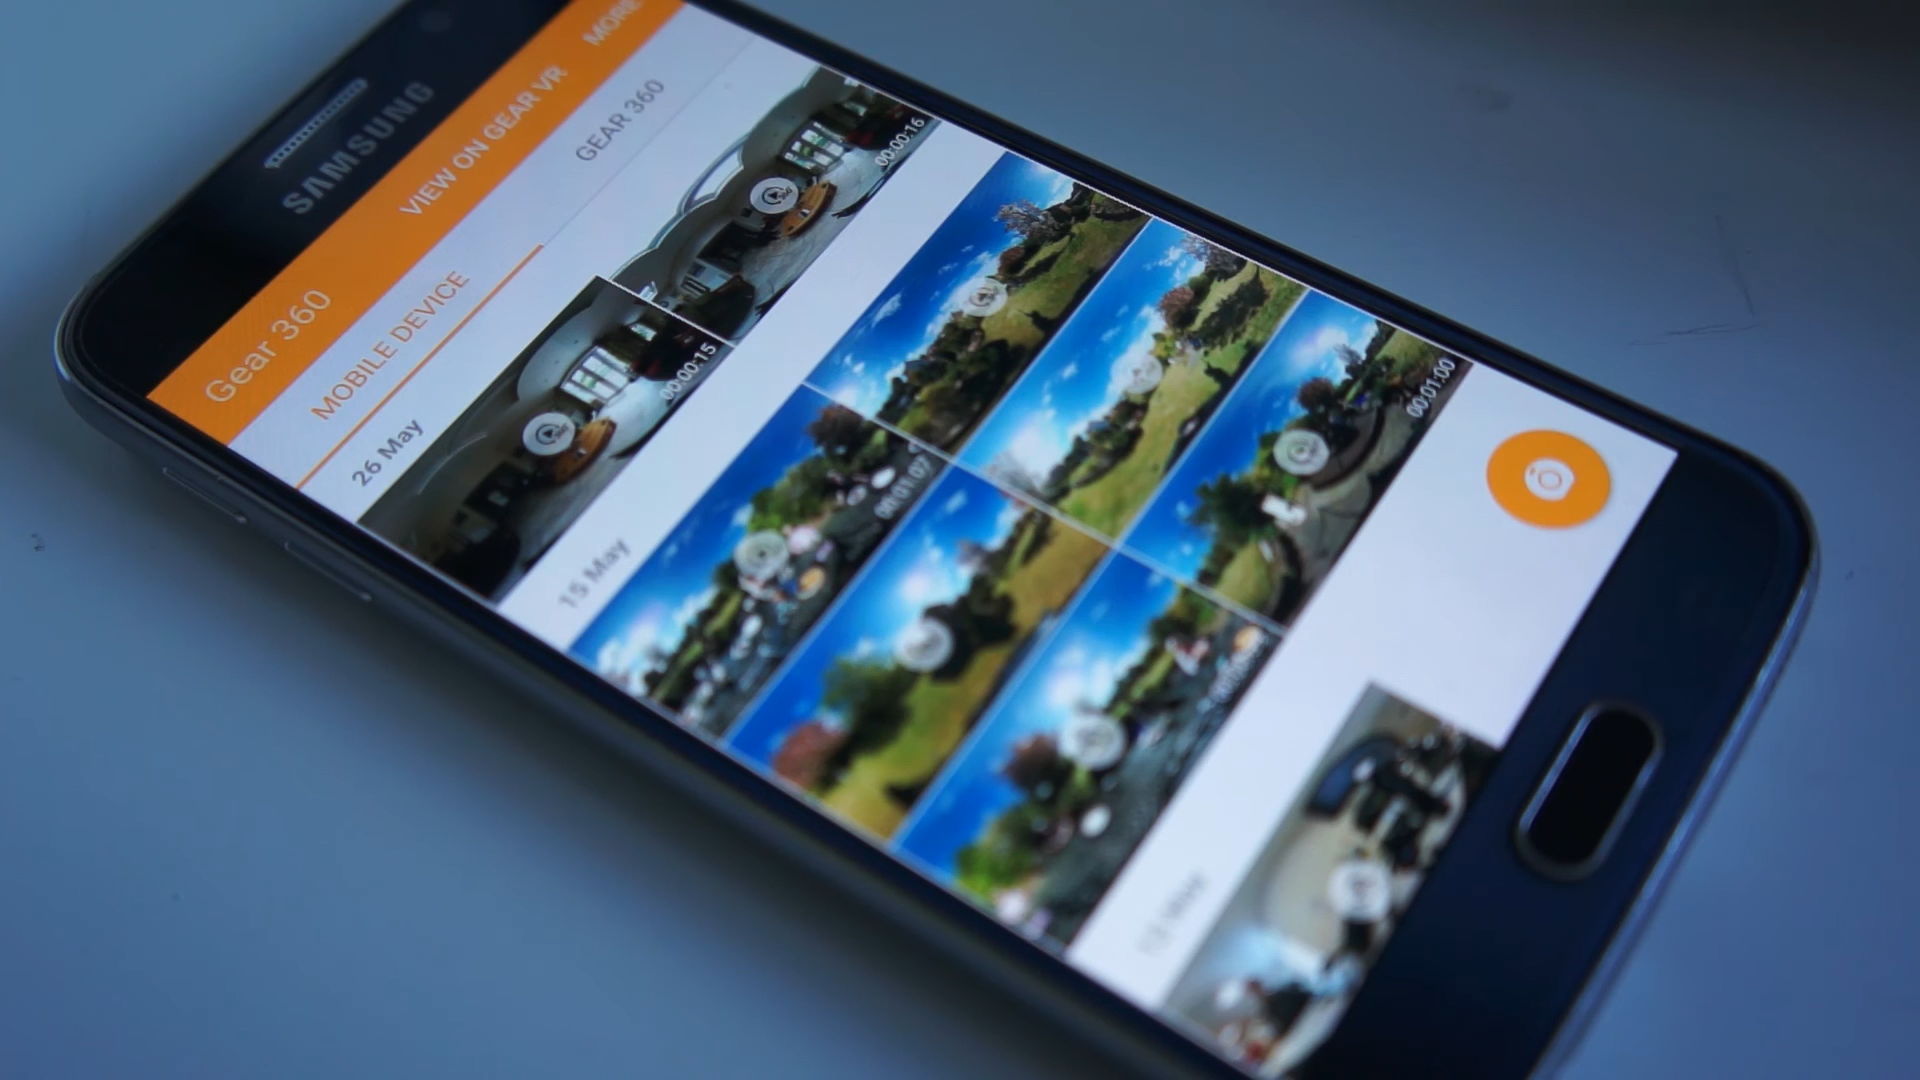 SAMSUNG
Gear 360
VIEW ON GEAR VR
MORE
MOBILE DEVICE
GEAR 360
26 May
00:00:15
00:00:16
15 May
00:01:07
00:01:00